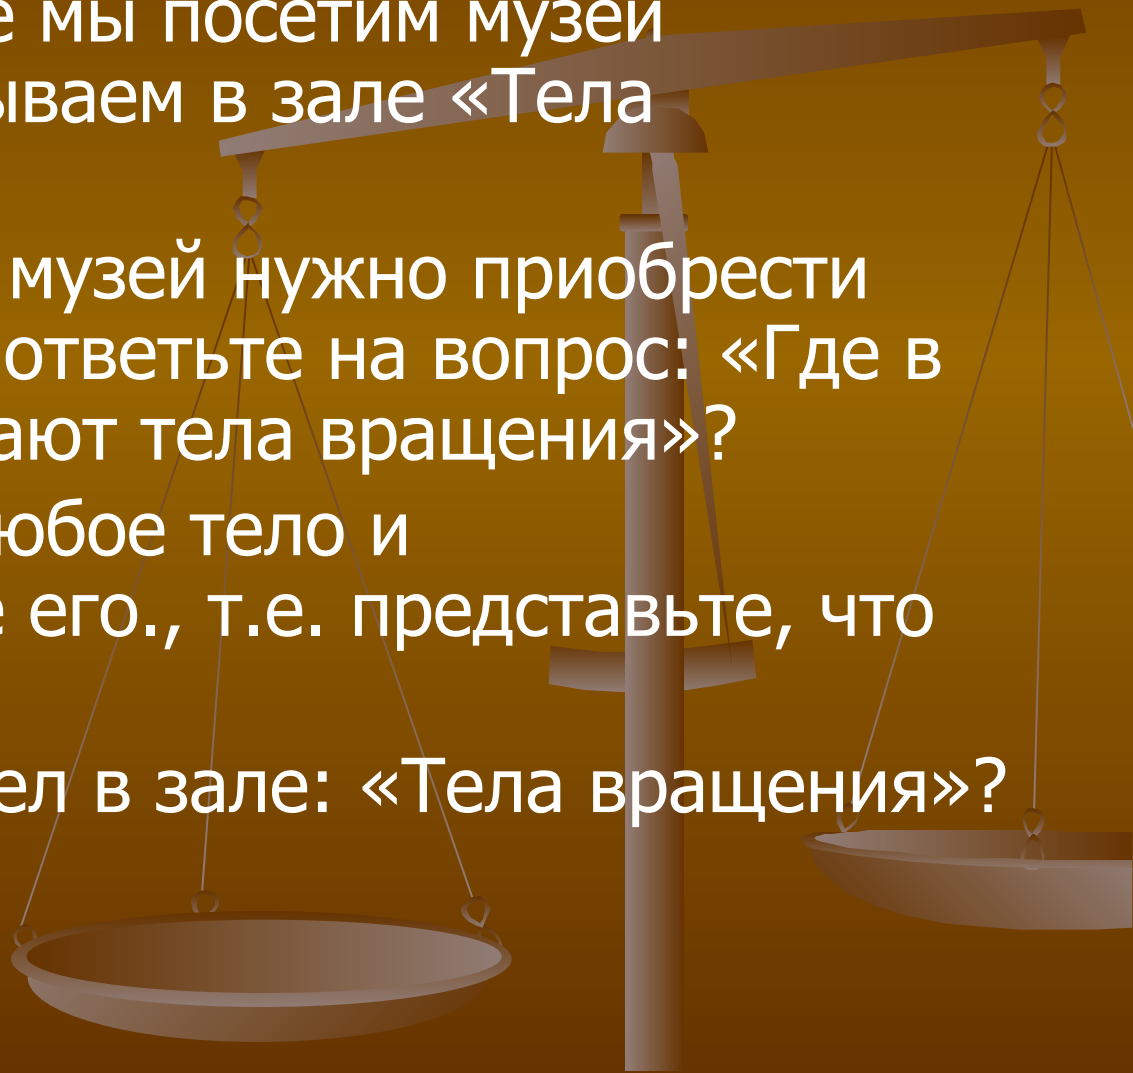 е мы посетим музей
ываем в зале «Тела
музей нужно приобрести
ответьте на вопрос: «Где в
ают тела вращения»?
юбое тело и
е его., т.е. представьте, что
ел в зале: «Тела вращения»?